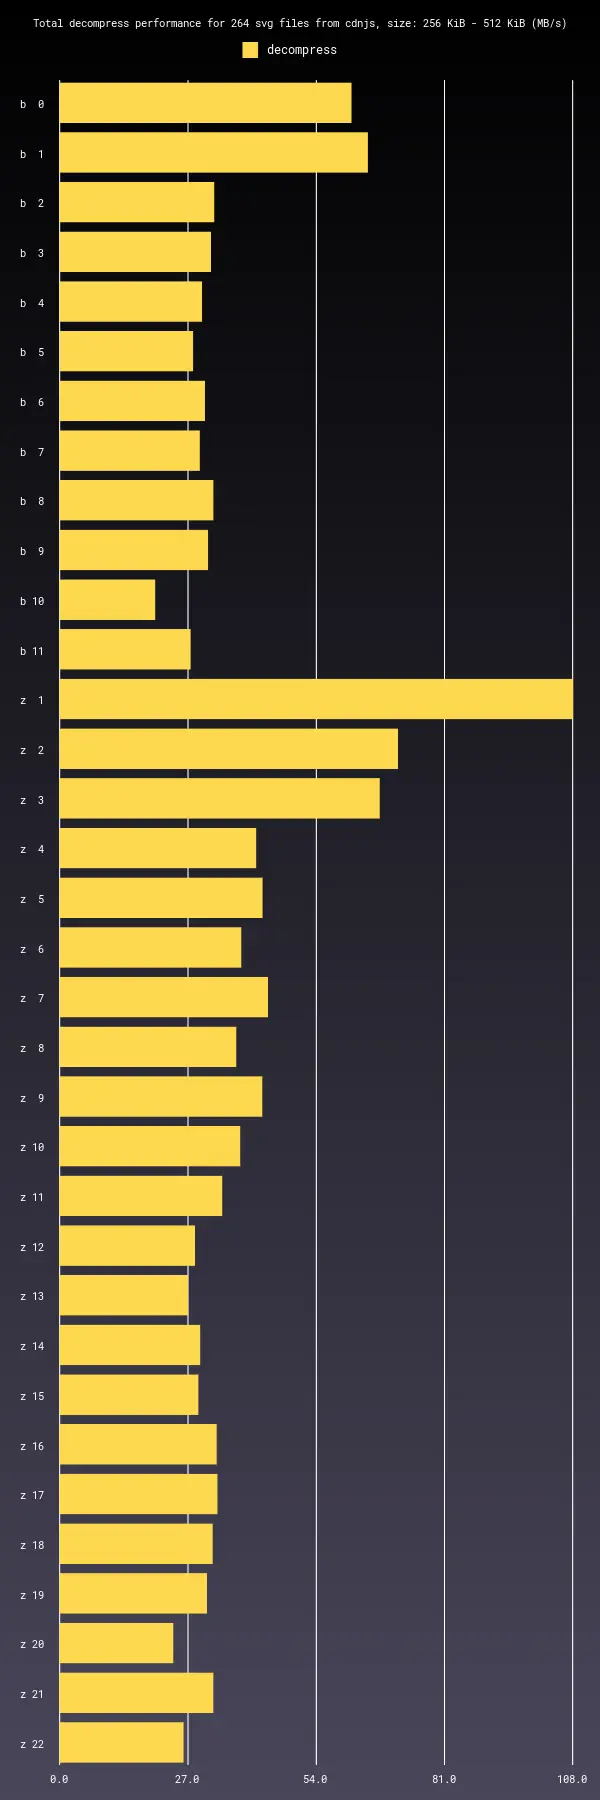 Total decompress performance for 264 svg files from cdnjs, size: 256 KiB - 512 KiB (MB/s)
decompress
b 0
b 1
b 2
b 3
b 4
b 5
b 6
b 7
b 8
b 9
b 10
b 11
z 1
z 2
z 3
z 4
z 5
z 6
z 7
z 8
z 9
z 10
z 11
z 12
z 13
z 14
z 15
z 16
z 17
z 18
z 19
z 20
z 21
z 22
0.0 27.0 54.0 81.0 108.0